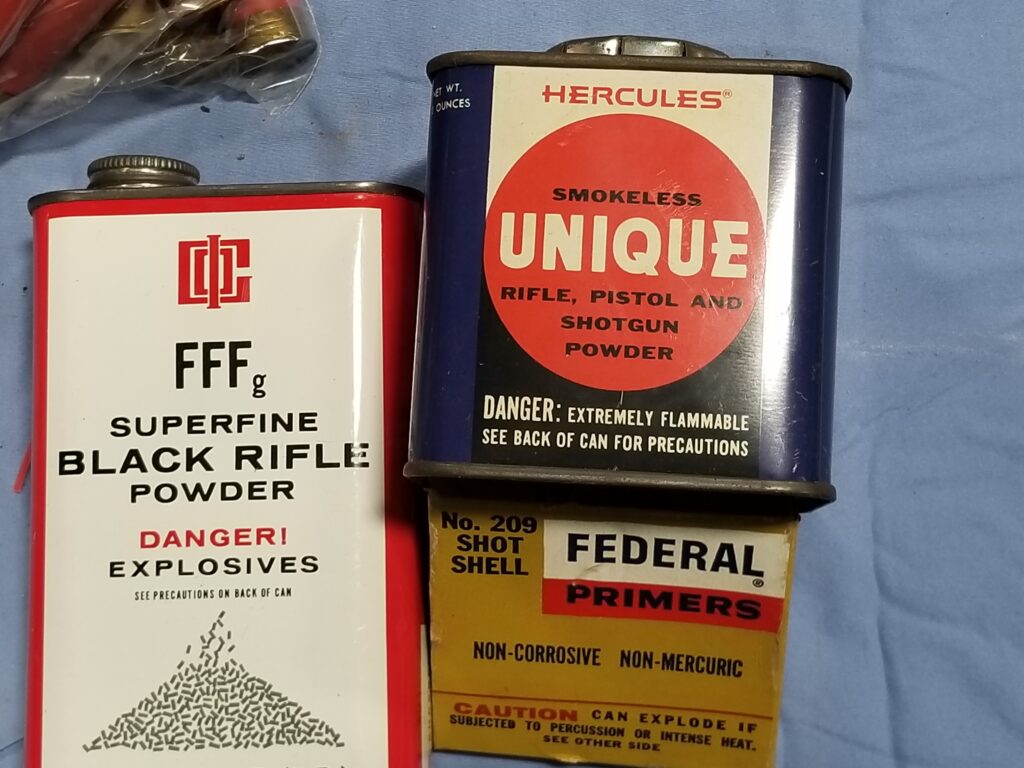 FFFg
SUPERFINE
BLACK RIFLE
POWDER
DANGER!
EXPLOSIVES
SEE PRECAUTIONS ON BACK OF CAN
NET WT.
OUNCES
HERCULES®
SMOKELESS
UNIQUE
RIFLE, PISTOL AND
SHOTGUN
POWDER
DANGER: EXTREMELY FLAMMABLE
SEE BACK OF CAN FOR PRECAUTIONS
No. 209
SHOT
SHELL
FEDERAL®
PRIMERS
NON-CORROSIVE NON-MERCURIC
CAUTION CAN EXPLODE IF
SUBJECTED TO PERCUSSION OR INTENSE HEAT.
SEE OTHER SIDE